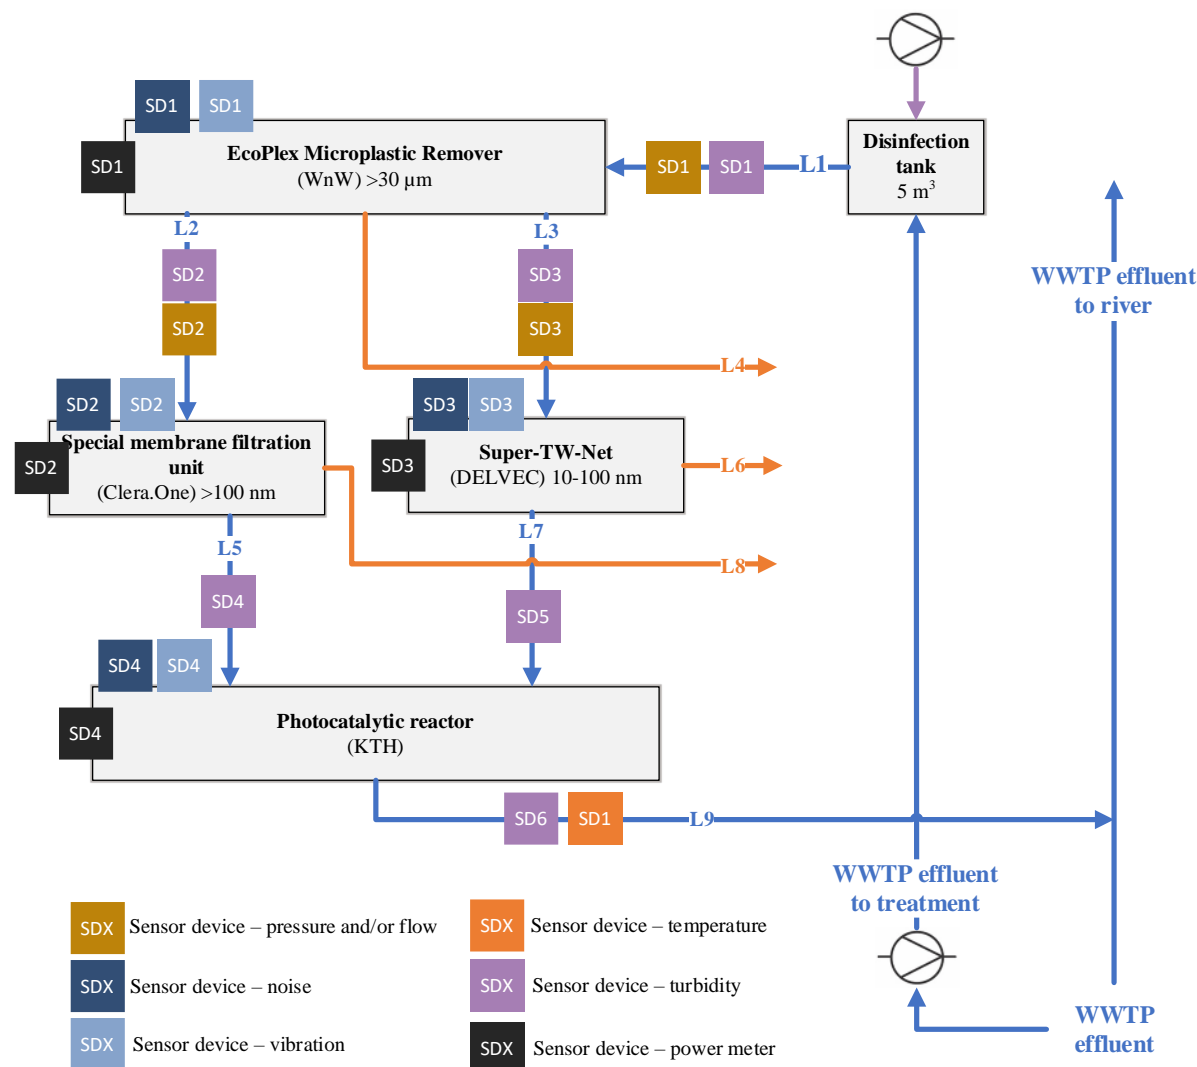 SD1
SD1
SD1
EcoPlex Microplastic Remover
(WnW) >30 µm
SD1
SD1
L1
Disinfection
tank
5 m³
L2
L3
SD2
SD3
SD2
SD3
WWTP effluent
to river
L4
SD2
SD2
SD2
Special membrane filtration
unit
(Clera.One) >100 nm
SD3
SD3
SD3
Super-TW-Net
(DELVEC) 10-100 nm
L6
L5
L7
L8
SD4
SD5
SD4
SD4
SD4
Photocatalytic reactor
(KTH)
SD6
SD1
L9
WWTP effluent
to treatment
WWTP
effluent
SDX Sensor device – pressure and/or flow
SDX Sensor device – noise
SDX Sensor device – vibration
SDX Sensor device – temperature
SDX Sensor device – turbidity
SDX Sensor device – power meter